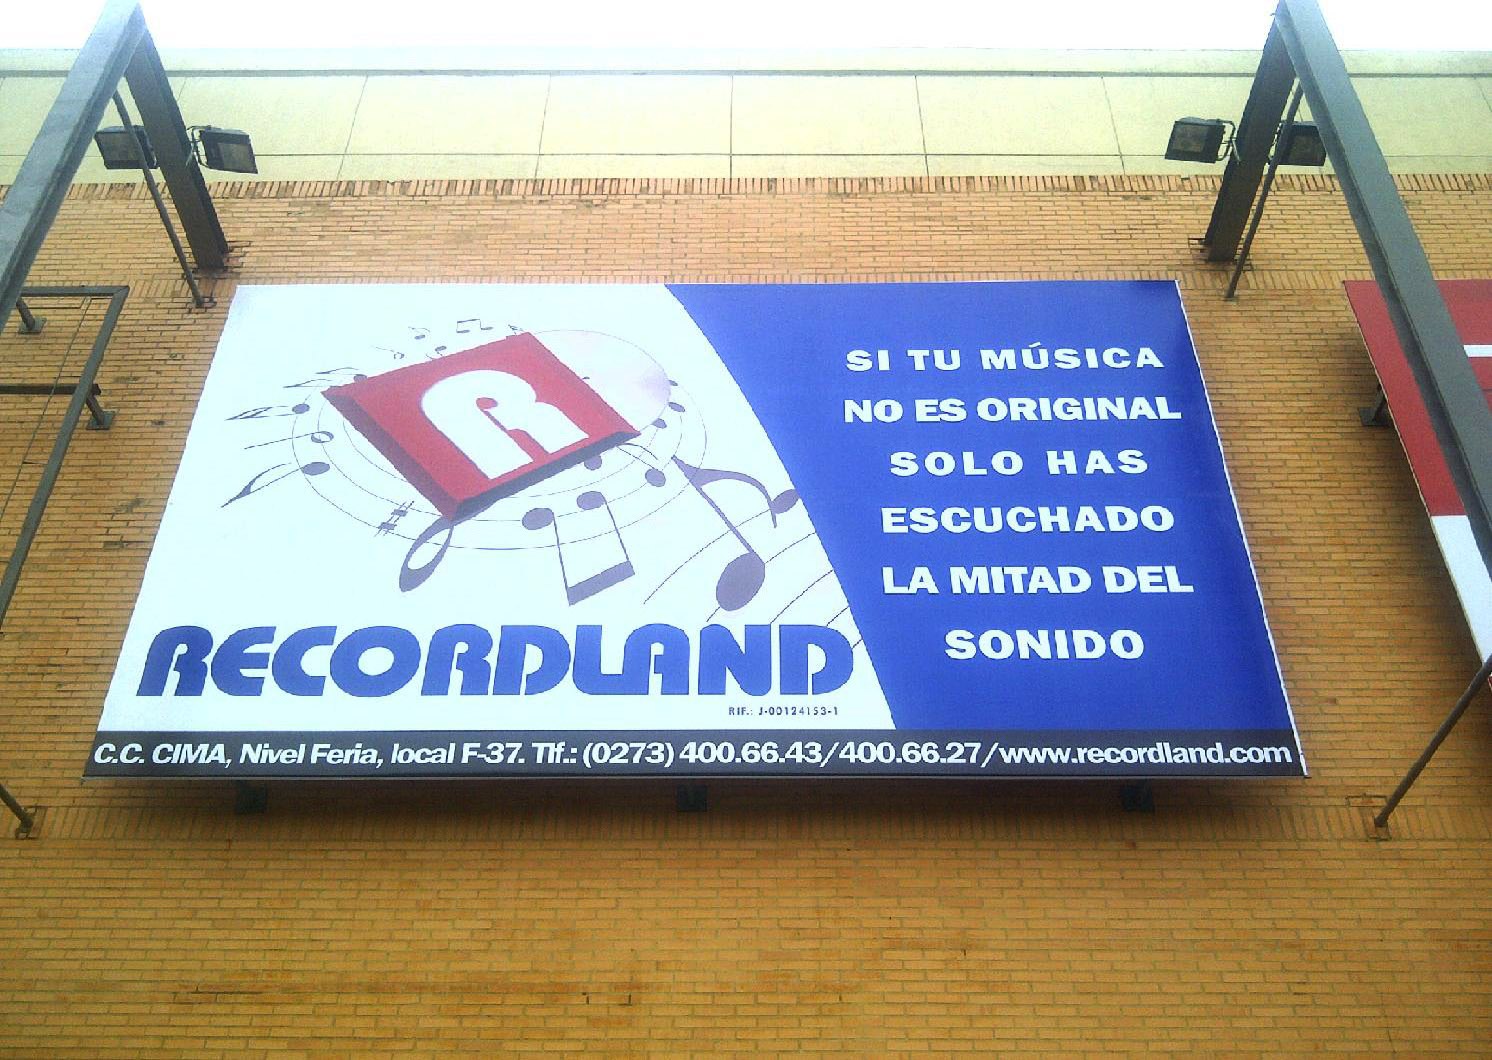 R
SI TU MÚSICA
NO ES ORIGINAL
SOLO HAS
ESCUCHADO
LA MITAD DEL
SONIDO
RECORDLAND
RIF.: J-00124153-1
C.C. CIMA, Nivel Feria, local F-37. Tlf.: (0273) 400.66.43/400.66.27/www.recordland.com